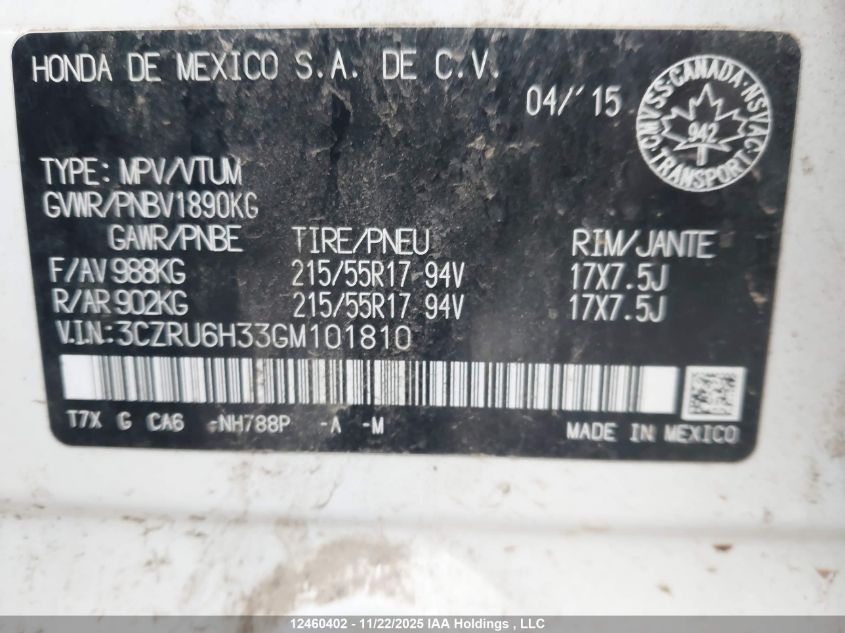 HONDA DE MEXICO S.A. DE C.V.
04/'15
CMVSS·CANADA·NSVAC·
942
TRANSPORT
TYPE: MPV/VTUM
GVWR/PNBV1890KG
GAWR/PNBE TIRE/PNEU RIM/JANTE
F/AV 988KG 215/55R17 94V 17X7.5J
R/AR 902KG 215/55R17 94V 17X7.5J
V.IN:3CZRU6H33GM101810
T7X G CA6 -NH788P -A -M
MADE IN MEXICO
12460402 - 11/22/2025 IAA Holdings , LLC